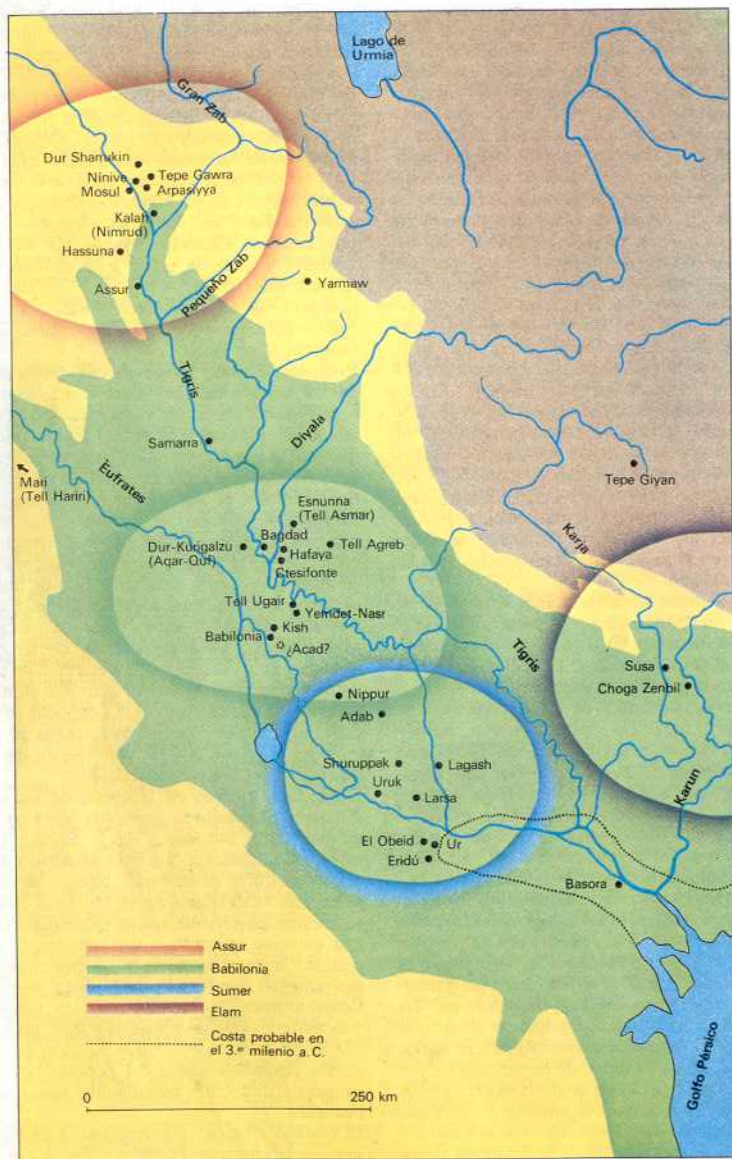 Lago de
Urmia
Gran Zab
Dur Sharrukin
Nínive
Tepe Gawra
Mosul
Arpasiyya
Kalah
(Nimrud)
Hassuna
Assur
Pequeño Zab
Yarmaw
Tigris
Samarra
Diyala
Eufrates
Mari
(Tell Hariri)
Tepe Giyan
Esnunna
(Tell Asmar)
Karja
Dur-Kurigalzu
(Aqar-Quf)
Bagdad
Hafaya
Tell Agreb
Ctesifonte
Tell Ugair
Yemdet-Nasr
Kish
Babilonia
¿Acad?
Tigris
Susa
Choga Zenbil
Nippur
Adab
Shuruppak
Lagash
Uruk
Larsa
Karun
El Obeid
Ur
Eridú
Basora
Assur
Babilonia
Sumer
Elam
Costa probable en
el 3.er milenio a. C.
0
250 km
Golfo Pérsico